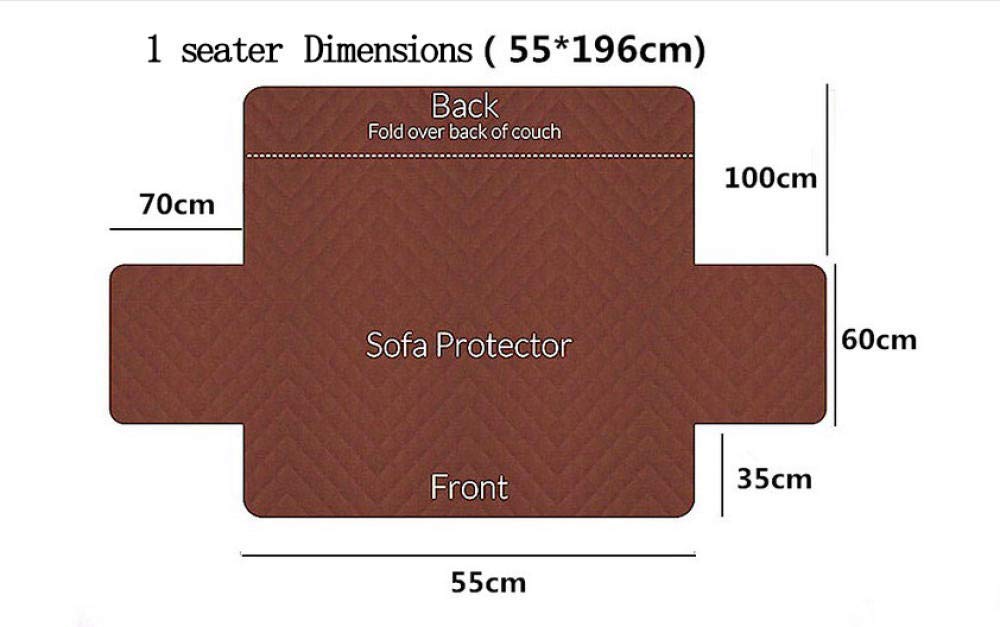 1 seater Dimensions ( 55*196cm)
Back
Fold over back of couch
100cm
70cm
Sofa Protector
60cm
Front
35cm
55cm